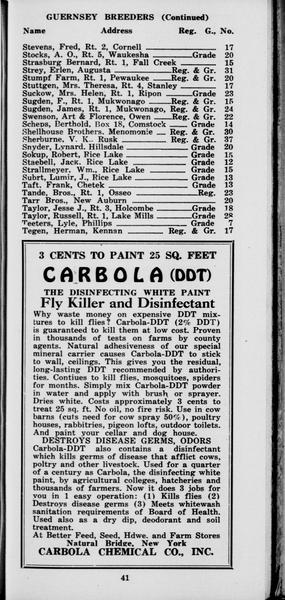 GUERNSEY BREEDERS (Continued)
Name Address Reg. G., No.
Stevens, Fred, Rt. 2, Cornell 17
Stocks, A. O., Rt. 5, Waukesha Grade 20
Strasburg Bernard, Rt. 1, Fall Creek 15
Strey, Erlen, Augusta Reg. & Gr. 31
Stumpf Farm, Rt. 1, Pewaukee Reg. & Gr. 20
Stuttgen, Mrs. Theresa, Rt. 4, Stanley 17
Suckow, Mrs. Helen, Rt. 1, Ripon Grade 23
Sugden, F., Rt. 1, Mukwonago Reg. & Gr. 15
Sugden, James, Rt. 1, Mukwonago, Reg. & Gr. 24
Swenson, Art & Florence, Owen Reg. & Gr. 22
Schens, Berthold, Box 18, Comstock Grade 14
Shellhouse Brothers, Menomonie Reg. & Gr. 30
Sherburne, V. K., Rusk Reg. & Gr. 37
Snyder, Lynard, Hillsdale Grade 20
Sokup, Robert, Rice Lake Grade 15
Staebell, Jack, Rice Lake Grade 15
Strallmeyer, Wm., Rice Lake Grade 15
Subrt, Lumir, J., Rice Lake Grade 13
Taft. Frank, Chetek Grade 13
Tande, Bros., Rt. 1, Osseo Reg. 23
Tarr Bros., New Auburn 20
Taylor, Jesse J., Rt. 3, Holcombe Grade 18
Taylor, Russell, Rt. 1, Lake Mills Grade 28
Teeters, Lyle, Phillips Grade 7
Tegen, Herman, Kennan Reg. & Gr. 17
3 CENTS TO PAINT 25 SQ. FEET
CARBOLA (DDT)
THE DISINFECTING WHITE PAINT
Fly Killer and Disinfectant
Why waste money on expensive DDT mix-
tures to kill flies? Carbola-DDT (2% DDT)
is guaranteed to kill them at low cost. Proven
in thousands of tests on farms by county
agents. Natural adhesiveness of our special
mineral carrier causes Carbola-DDT to stick
to wall, ceilings. This gives you the residual,
long-lasting DDT recommended by authori-
ties. Contiues to kill flies, mosquitoes, spiders
for months. Simply mix Carbola-DDT powder
in water and apply with brush or sprayer.
Dries white. Costs approximately 3 cents to
treat 25 sq. ft. No oil, no fire risk. Use in cow
barns (cuts need for cow spray 50%), poultry
houses, rabbitries, pigeon lofts, outdoor toilets.
And paint your cellar and dog house.
DESTROYS DISEASE GERMS, ODORS
Carbola-DDT also contains a disinfectant
which kills germs of disease that afflict cows,
poltry and other livestock. Used for a quarter
of a century as Carbola, the disinfecting white
paint, by agricultural colleges, hatcheries and
thousands of farmers. Now it does 3 jobs for
you in 1 easy operation: (1) Kills flies (2)
Destroys disease germs (3) Meets whitewash
sanitation requirements of Board of Health.
Used also as a dry dip, deodorant and soil
treatment.
At Better Feed, Seed, Hdwe. and Farm Stores
Natural Bridge, New York
CARBOLA CHEMICAL CO., INC.
41